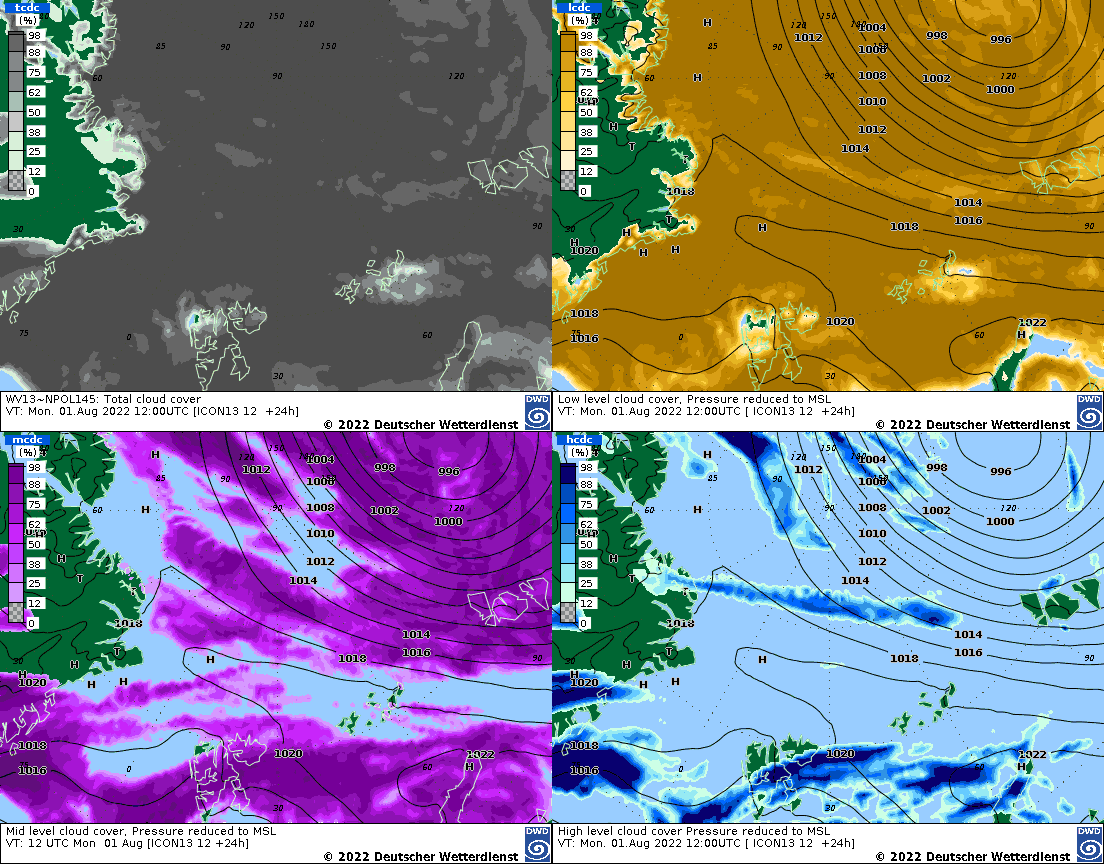 tcdc
(%)
98
88
75
62
50
38
25
12
0
150
120
180
85
90
150
60
90
120
30
90
75
0
60
30
WV13~NPOL145: Total cloud cover
VT: Mon. 01.Aug 2022 12:00UTC [ICON13 12 +24h]
© 2022 Deutscher Wetterdienst
DWD
lcdc
(%)
98
88
75
62
50
38
25
12
0
H
150
120
180
1004
1012
998
996
85
1006
H
60
90
1008
1002
120
1000
1010
H
1012
T
1014
1018
1014
T
1016
H
H
1018
90
H
1020
H
H
1018
1020
1022
1016
0
60
H
30
Low level cloud cover, Pressure reduced to MSL
VT: Mon. 01.Aug 2022 12:00UTC [ ICON13 12 +24h]
© 2022 Deutscher Wetterdienst
DWD
mcdc
(%)
98
88
75
62
50
38
25
12
0
H
150
120
1004
1012
998
996
85
90
1006
H
60
90
1008
1002
120
1000
1010
H
1012
T
1014
1018
1014
T
1016
H
H
1018
90
30
H
1020
H
H
1018
1020
1022
1016
0
60
H
30
Mid level cloud cover, Pressure reduced to MSL
VT: 12 UTC Mon 01 Aug [ICON13 12 +24h]
© 2022 Deutscher Wetterdienst
DWD
hcdc
(%)
98
88
75
62
50
38
25
12
0
H
150
120
1004
1012
998
996
85
90
1006
H
60
90
1008
1002
120
1000
1010
H
1012
T
1014
1018
1014
T
1016
H
H
1018
90
H
1020
H
H
1018
1020
1022
1016
0
H
30
High level cloud cover Pressure reduced to MSL
VT: Mon. 01.Aug 2022 12:00UTC [ ICON13 12 +24h]
© 2022 Deutscher Wetterdienst
DWD